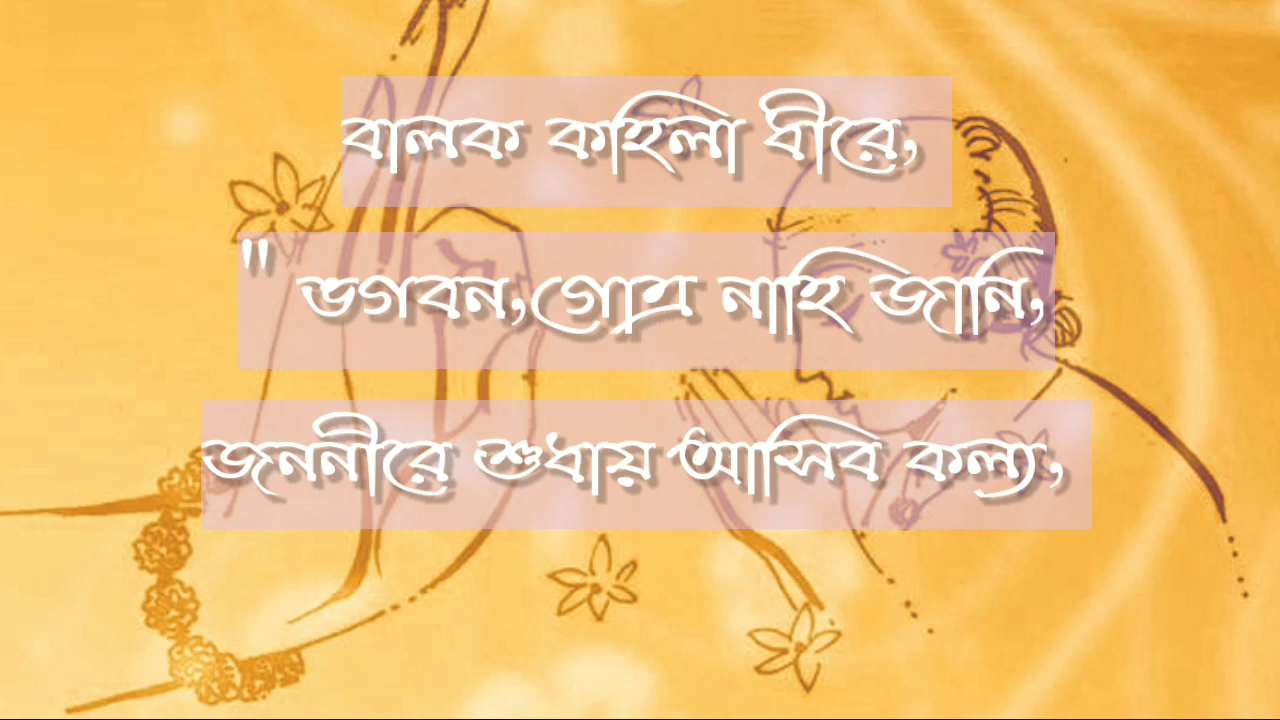 বালক কহিলা ধীরে,
" ভগবন,গোত্র নাহি জানি,
জননীরে শুধায় আসিব কল্য,